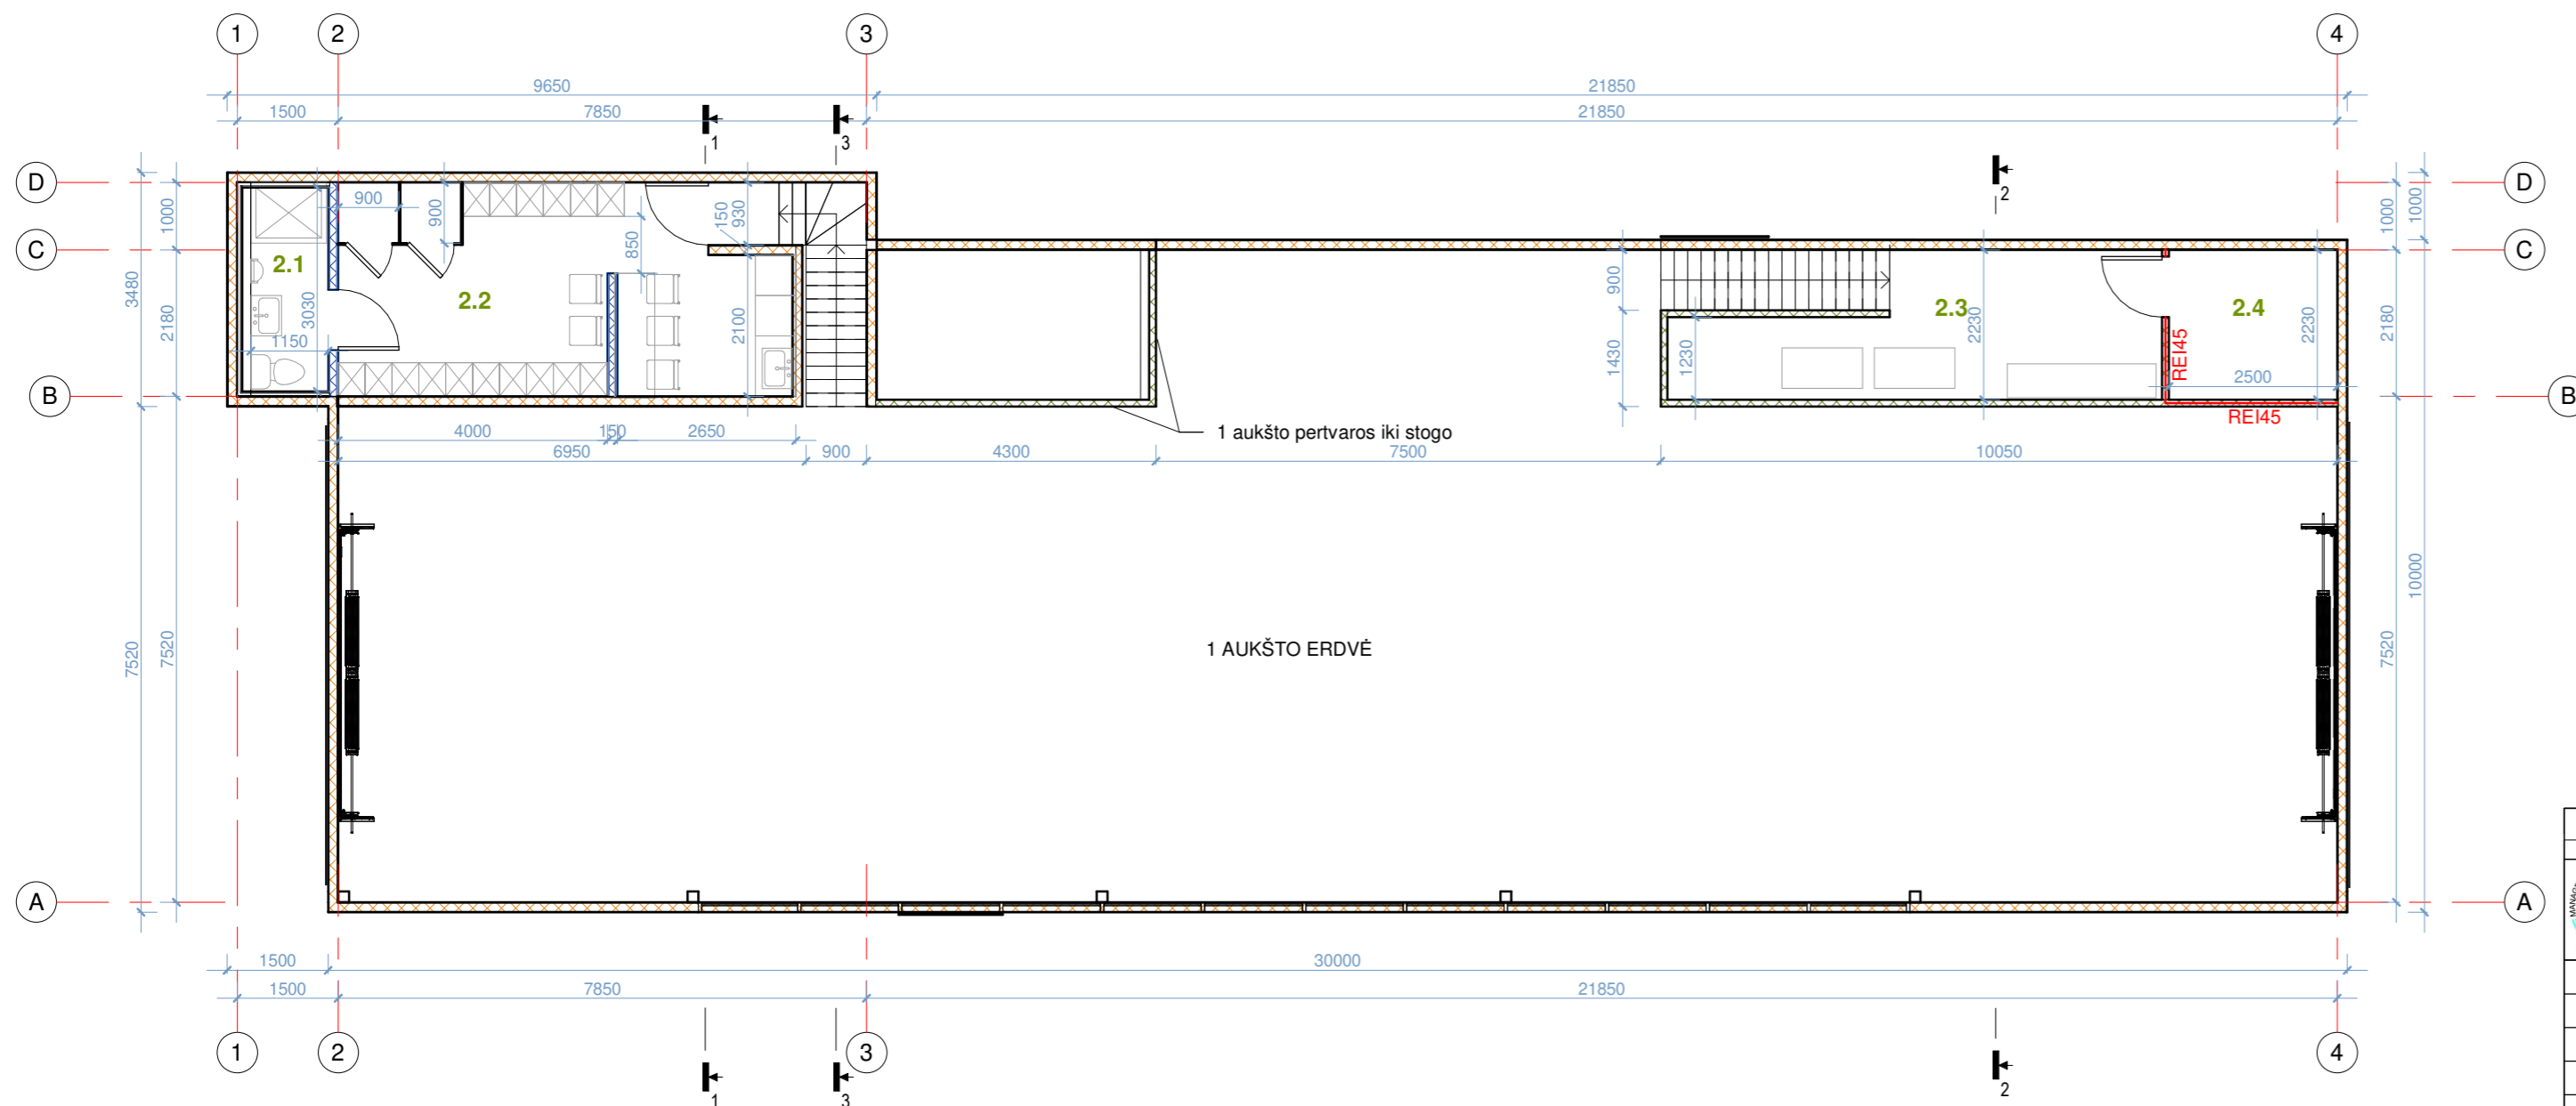 1 2 3 4
9650 21850
1500 7850 21850
1 3 2
D D
C C
B B
A A
1000 2180 3480 7520 7520
900 900 150 930 850
2.1 2.2 3030 1150 2100
2.3 2.4
900 1430 1230 2230 2230 2500
REI45
REI45
1000 1000 2180 7520 10000
4000 150 2650
6950 900 4300 7500 10050
1 aukšto pertvaros iki stogo
1 AUKŠTO ERDVĖ
1500 30000
1500 7850 21850
1 2 3 4
1 3 2